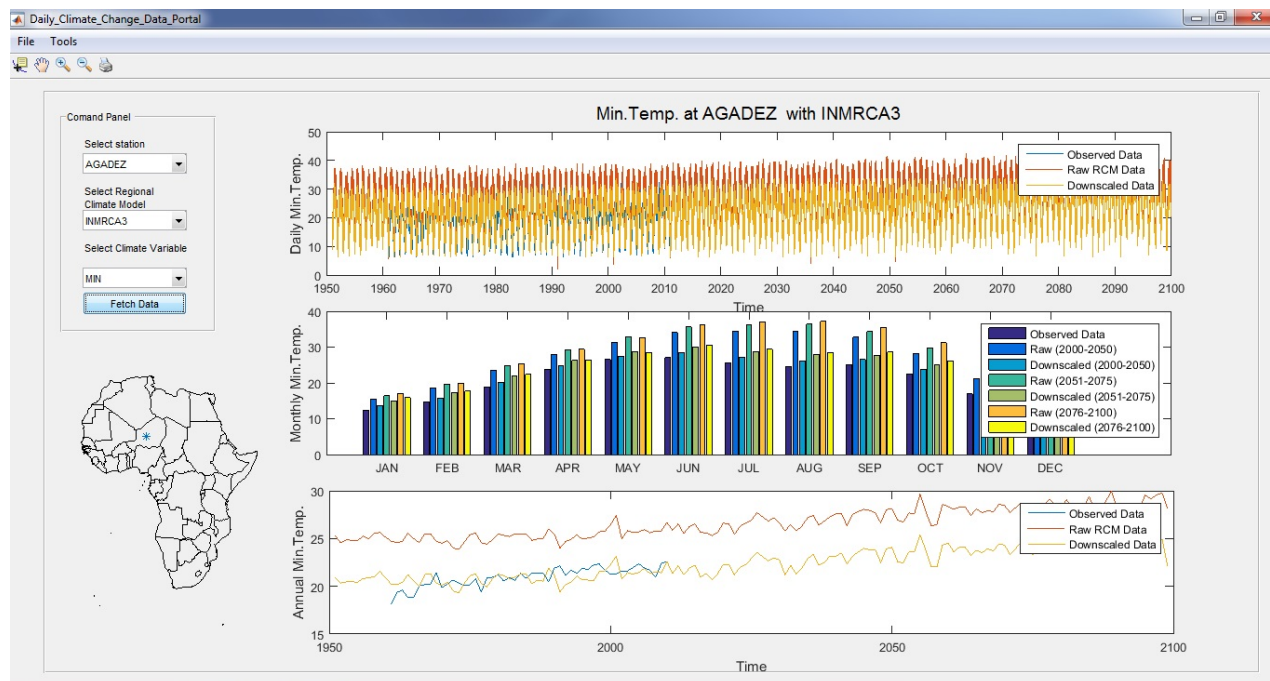 Daily_Climate_Change_Data_Portal
File Tools
Comand Panel
Select station
AGADEZ
Select Regional
Climate Model
INMRCA3
Select Climate Variable
MIN
Fetch Data
Min.Temp. at AGADEZ with INMRCA3
Daily Min.Temp.
50
40
30
20
10
0
Observed Data
Raw RCM Data
Downscaled Data
1950 1960 1970 1980 1990 2000 2010 2020 2030 2040 2050 2060 2070 2080 2090 2100
Time
Monthly Min.Temp.
40
30
20
10
0
Observed Data
Raw (2000-2050)
Downscaled (2000-2050)
Raw (2051-2075)
Downscaled (2051-2075)
Raw (2076-2100)
Downscaled (2076-2100)
JAN FEB MAR APR MAY JUN JUL AUG SEP OCT NOV DEC
Annual Min.Temp.
30
25
20
15
Observed Data
Raw RCM Data
Downscaled Data
1950 2000 2050 2100
Time